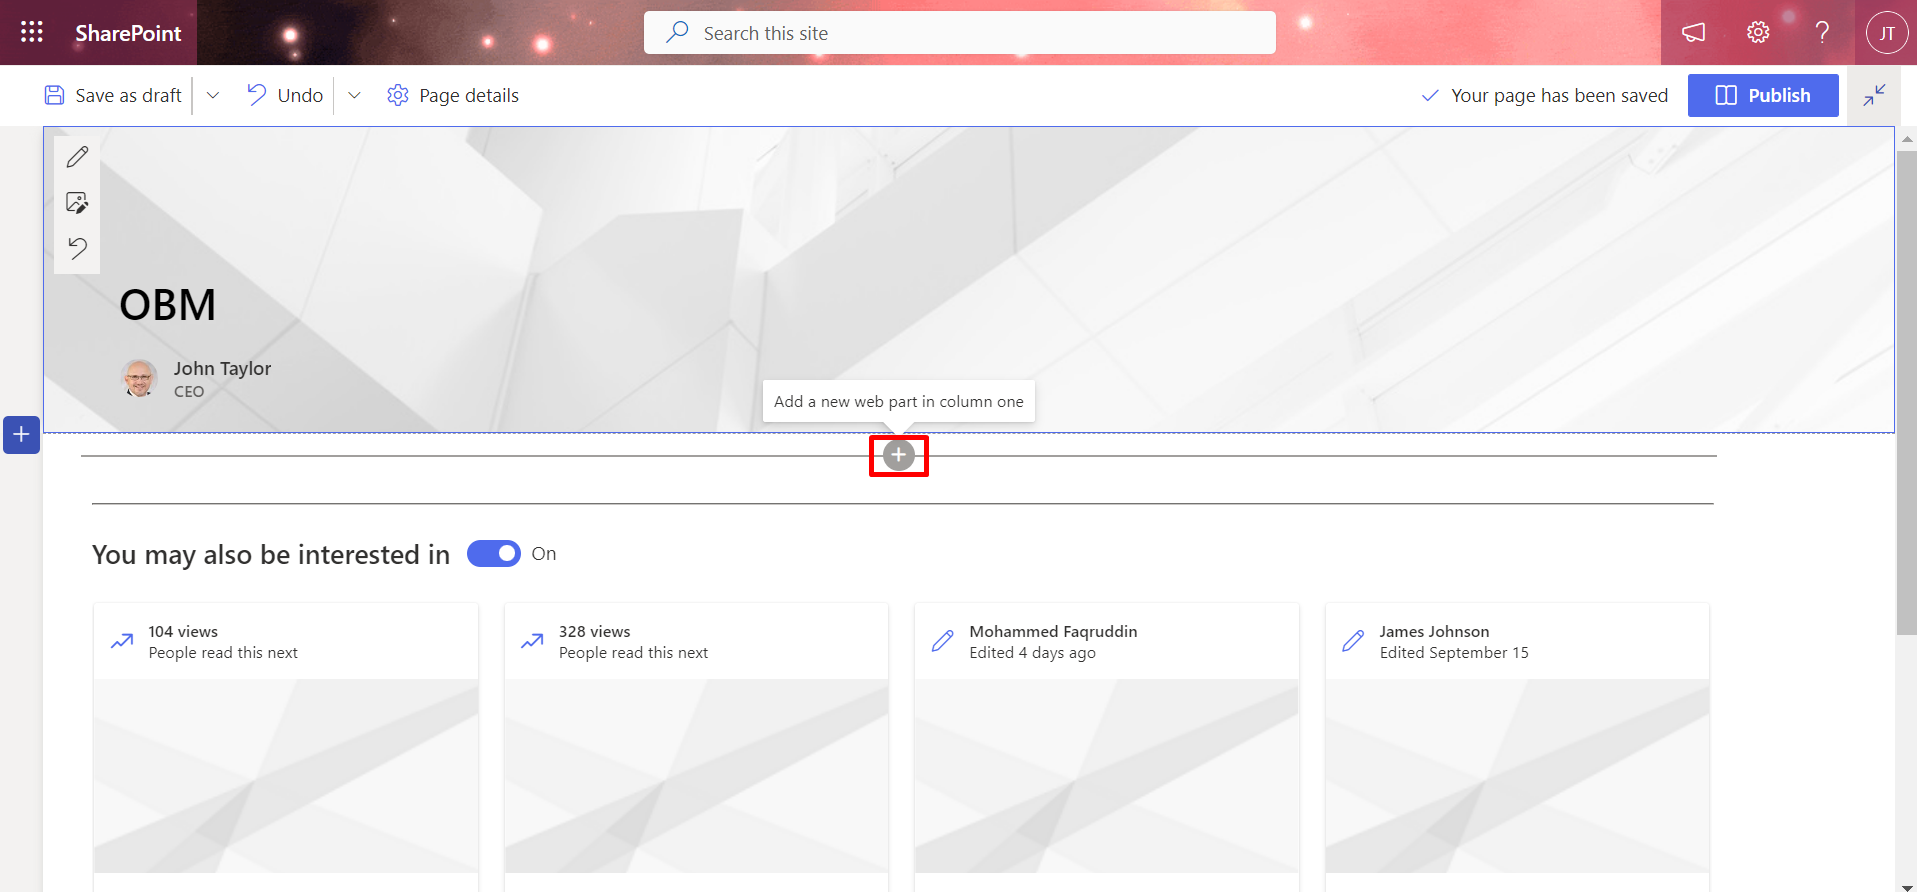 SharePoint
Search this site
?
JT
Save as draft
Undo
Page details
Your page has been saved
Publish
OBM
John Taylor
CEO
Add a new web part in column one
You may also be interested in
On
104 views
People read this next
328 views
People read this next
Mohammed Faqruddin
Edited 4 days ago
James Johnson
Edited September 15